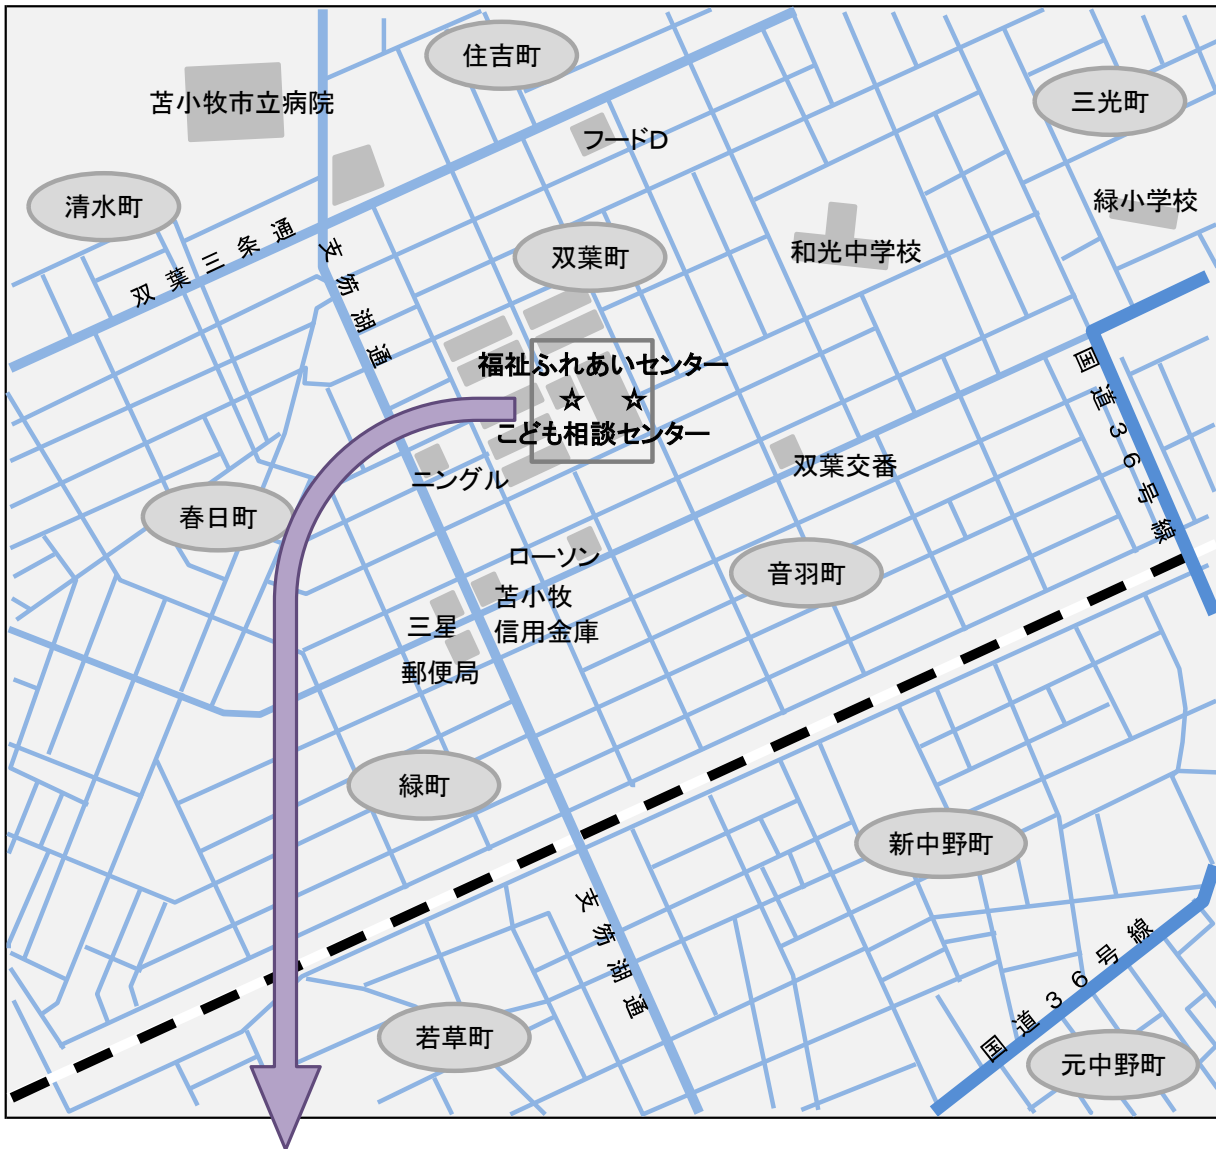 住吉町
三光町
苫小牧市立病院
フードD
清水町
緑小学校
双葉三条通
支笏湖通
双葉町
和光中学校
福祉ふれあいセンター
☆ ☆
こども相談センター
国道36号線
双葉交番
ニングル
春日町
ローソン
音羽町
苫小牧
信用金庫
三星
郵便局
緑町
新中野町
支笏湖通
国道36号線
若草町
元中野町